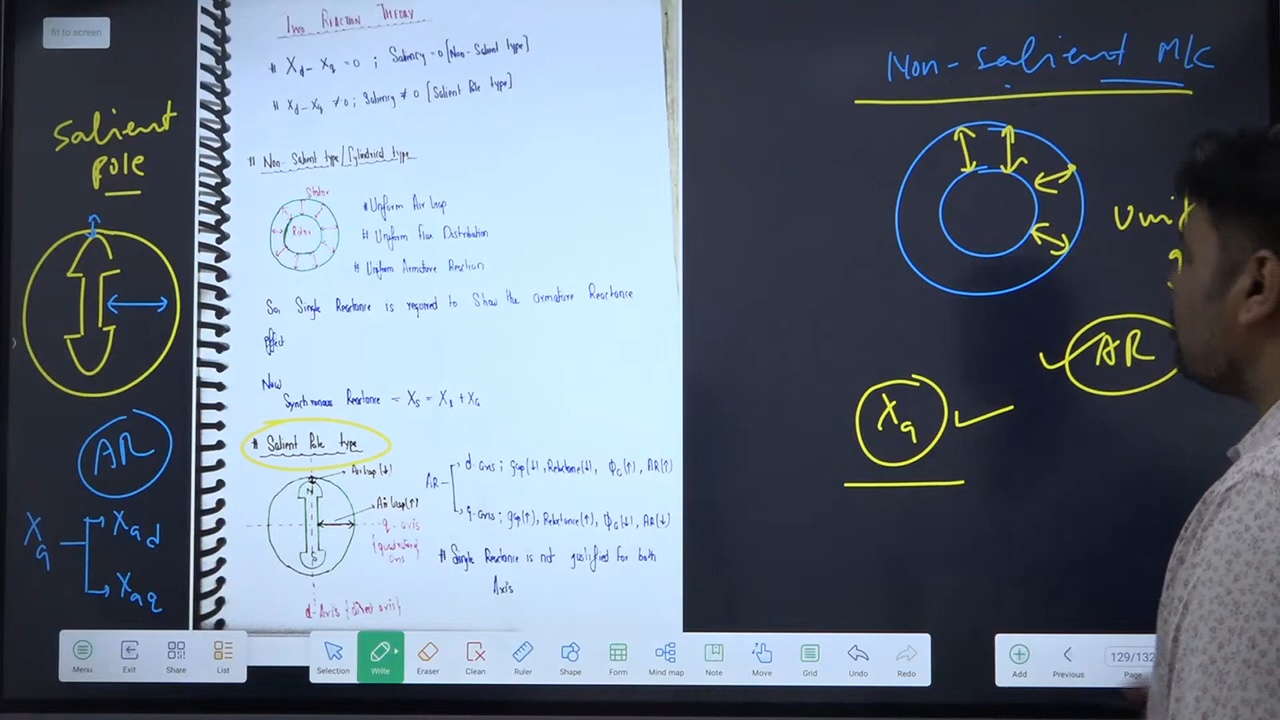 fit to screen
Salient
pole
AR
Xa
Xad
Xaq
Two Reaction Theory
# Xd - Xq = 0 ; Saliency = 0 [Non-Salient type]
# Xd - Xq ≠ 0 ; Saliency ≠ 0 [Salient Pole type]
# Non-Salient type/Cylindrical type
Stator
Rotor
# Uniform Air Gap
# Uniform Flux Distribution
# Uniform Armature Reaction
So, Single Reactance is required to Show the armature Reactance
effect
Now
Synchronous Reactance = Xs = Xl + Xa
# Salient Pole type
Air Gap(↓)
N
Air Gap(↑)
q-axis
{quadrature
axis
S
d-Axis {direct axis}
AR
d-axis ; gap(↓), Reluctance(↓), ΦG(↑), AR(↑)
q-axis ; gap(↑), Reluctance(↑), ΦG(↓), AR(↓)
# Single Reactance is not justified for both
Axis
Non-Salient M/C
AR
Xa
Menu
Exit
Share
List
Selection
Write
Eraser
Clean
Ruler
Shape
Form
Mind map
Note
Move
Grid
Undo
Redo
Add
Previous
129/132
Page